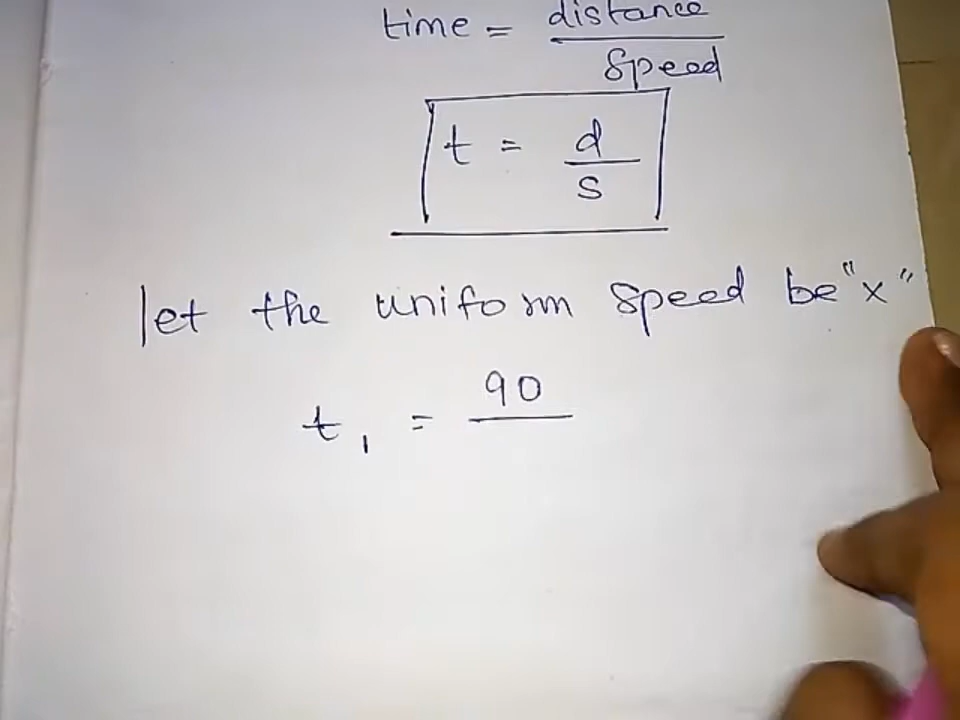 time = distance
speed
t = d
s
let the uniform speed be "x"
t₁ = 90